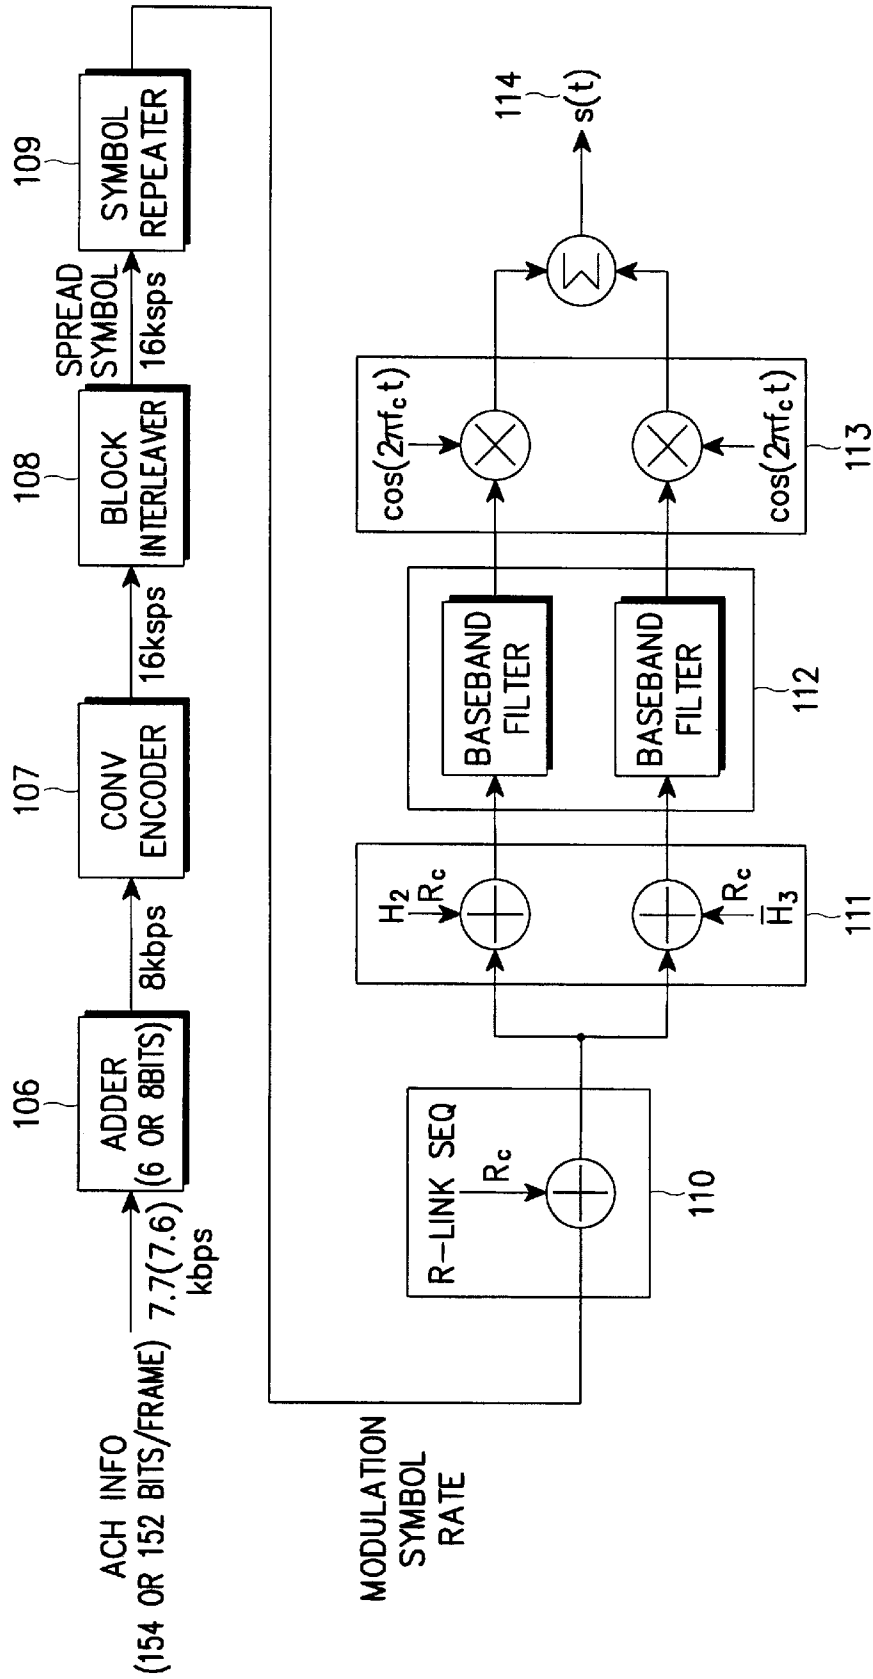 ACH INFO
(154 OR 152 BITS/FRAME)
7.7(7.6)
kbps
106
ADDER
(6 OR 8BITS)
8kbps
107
CONV
ENCODER
16ksps
108
BLOCK
INTERLEAVER
SPREAD
SYMBOL
16ksps
109
SYMBOL
REPEATER
MODULATION
SYMBOL
RATE
R-LINK SEQ
Rc
110
H2
Rc
Rc
H̅3
111
BASEBAND
FILTER
BASEBAND
FILTER
112
cos(2πfct)
cos(2πfct)
113
Σ
114
s(t)